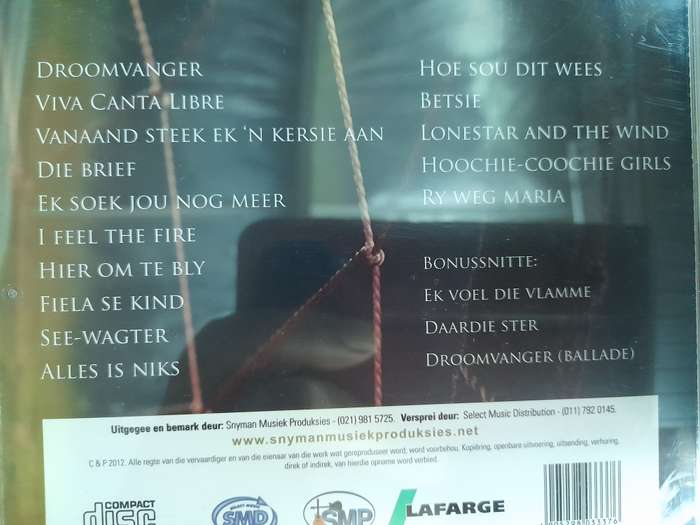 DROOMVANGER
VIVA CANTA LIBRE
VANAAND STEEK EK 'N KERSIE AAN
DIE BRIEF
EK SOEK JOU NOG MEER
I FEEL THE FIRE
HIER OM TE BLY
FIELA SE KIND
SEE-WAGTER
ALLES IS NIKS
HOE SOU DIT WEES
BETSIE
LONESTAR AND THE WIND
HOOCHIE-COOCHIE GIRLS
RY WEG MARIA
BONUSSNITTE:
EK VOEL DIE VLAMME
DAARDIE STER
DROOMVANGER (BALLADE)
Uitgegee en bemark deur: Snyman Musiek Produksies - (021) 981 5725. Versprei deur: Select Music Distribution - (011) 792 0145.
www.snymanmusiekproduksies.net
C & P 2012. Alle regte van die vervaardiger en van die eienaar van die werk wat gereproduseer word, word voorbehou. Kopiëring, openbare uitvoering, uitsending, verhuring,
direk of indirek, van hierdie opname word verbied.
COMPACT
disc
SMD
SMP
LAFARGE